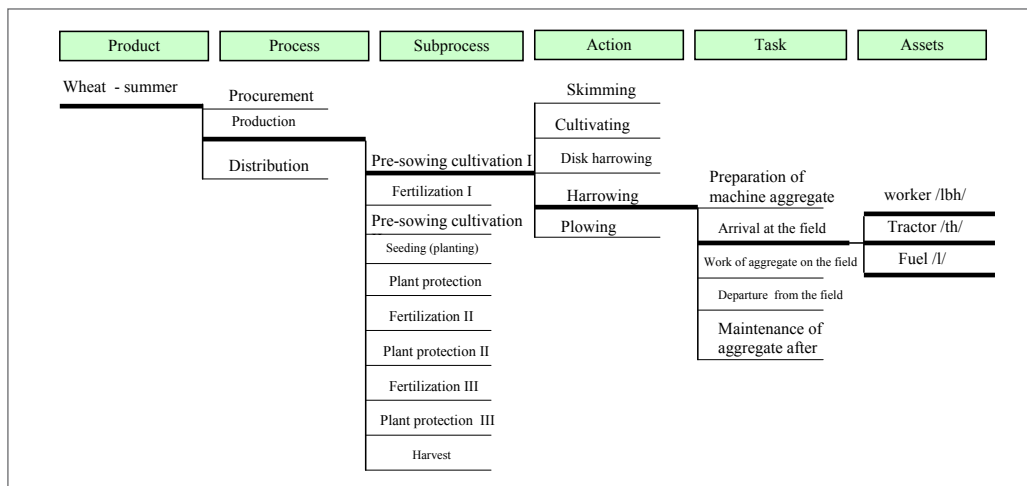 Product Process Subprocess Action Task Assets
Wheat - summer
Procurement
Production
Distribution
Pre-sowing cultivation I
Fertilization I
Pre-sowing cultivation
Seeding (planting)
Plant protection
Fertilization II
Plant protection II
Fertilization III
Plant protection III
Harvest
Skimming
Cultivating
Disk harrowing
Harrowing
Plowing
Preparation of
machine aggregate
Arrival at the field
Work of aggregate on the field
Departure from the field
Maintenance of
aggregate after
worker /lbh/
Tractor /th/
Fuel /l/